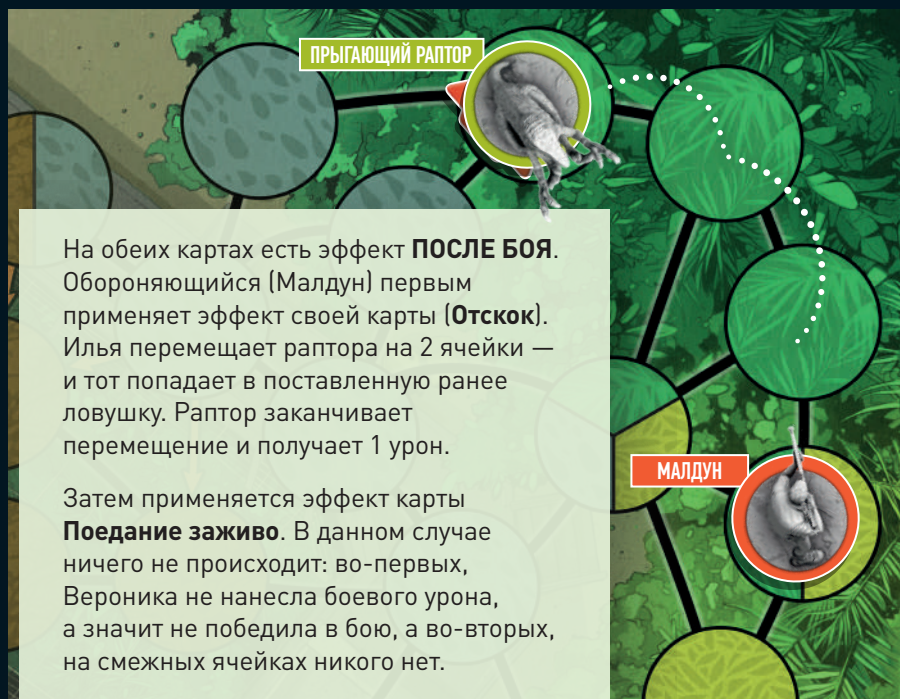 ПРЫГАЮЩИЙ РАПТОР
На обеих картах есть эффект ПОСЛЕ БОЯ.
Обороняющийся (Малдун) первым
применяет эффект своей карты (Отскок).
Илья перемещает раптора на 2 ячейки —
и тот попадает в поставленную ранее
ловушку. Раптор заканчивает
перемещение и получает 1 урон.
МАЛДУН
Затем применяется эффект карты
Поедание заживо. В данном случае
ничего не происходит: во-первых,
Вероника не нанесла боевого урона,
а значит не победила в бою, а во-вторых,
на смежных ячейках никого нет.